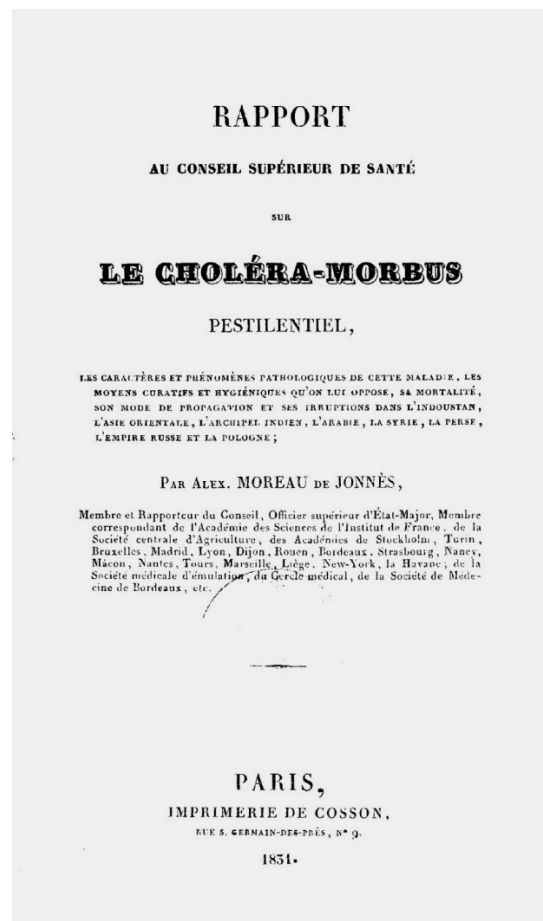 RAPPORT
AU CONSEIL SUPÉRIEUR DE SANTÉ
SUR
LE CHOLÉRA-MORBUS
PESTILENTIEL,
LES CARACTÈRES ET PHÉNOMÈNES PATHOLOGIQUES DE CETTE MALADIE, LES
MOYENS CURATIFS ET HYGIÉNIQUES QU'ON LUI OPPOSE, SA MORTALITÉ,
SON MODE DE PROPAGATION ET SES IRRUPTIONS DANS L'INDOUSTAN,
L'ASIE ORIENTALE, L'ARCHIPEL INDIEN, L'ARABIE, LA SYRIE, LA PERSE,
L'EMPIRE RUSSE ET LA POLOGNE;
PAR ALEX. MOREAU DE JONNÈS,
Membre et Rapporteur du Conseil, Officier supérieur d'État-Major, Membre
correspondant de l'Académie des Sciences de l'Institut de France, de la
Société centrale d'Agriculture, des Académies de Stockholm, Turin,
Bruxelles, Madrid, Lyon, Dijon, Rouen, Bordeaux, Strasbourg, Nancy,
Mâcon, Nantes, Tours, Marseille, Liège, New-York, la Havane; de la
Société médicale d'émulation, du Cercle médical, de la Société de Méde-
cine de Bordeaux, etc.
PARIS,
IMPRIMERIE DE COSSON,
RUE S. GERMAIN-DES-PRÉS, N° 9.
1831.